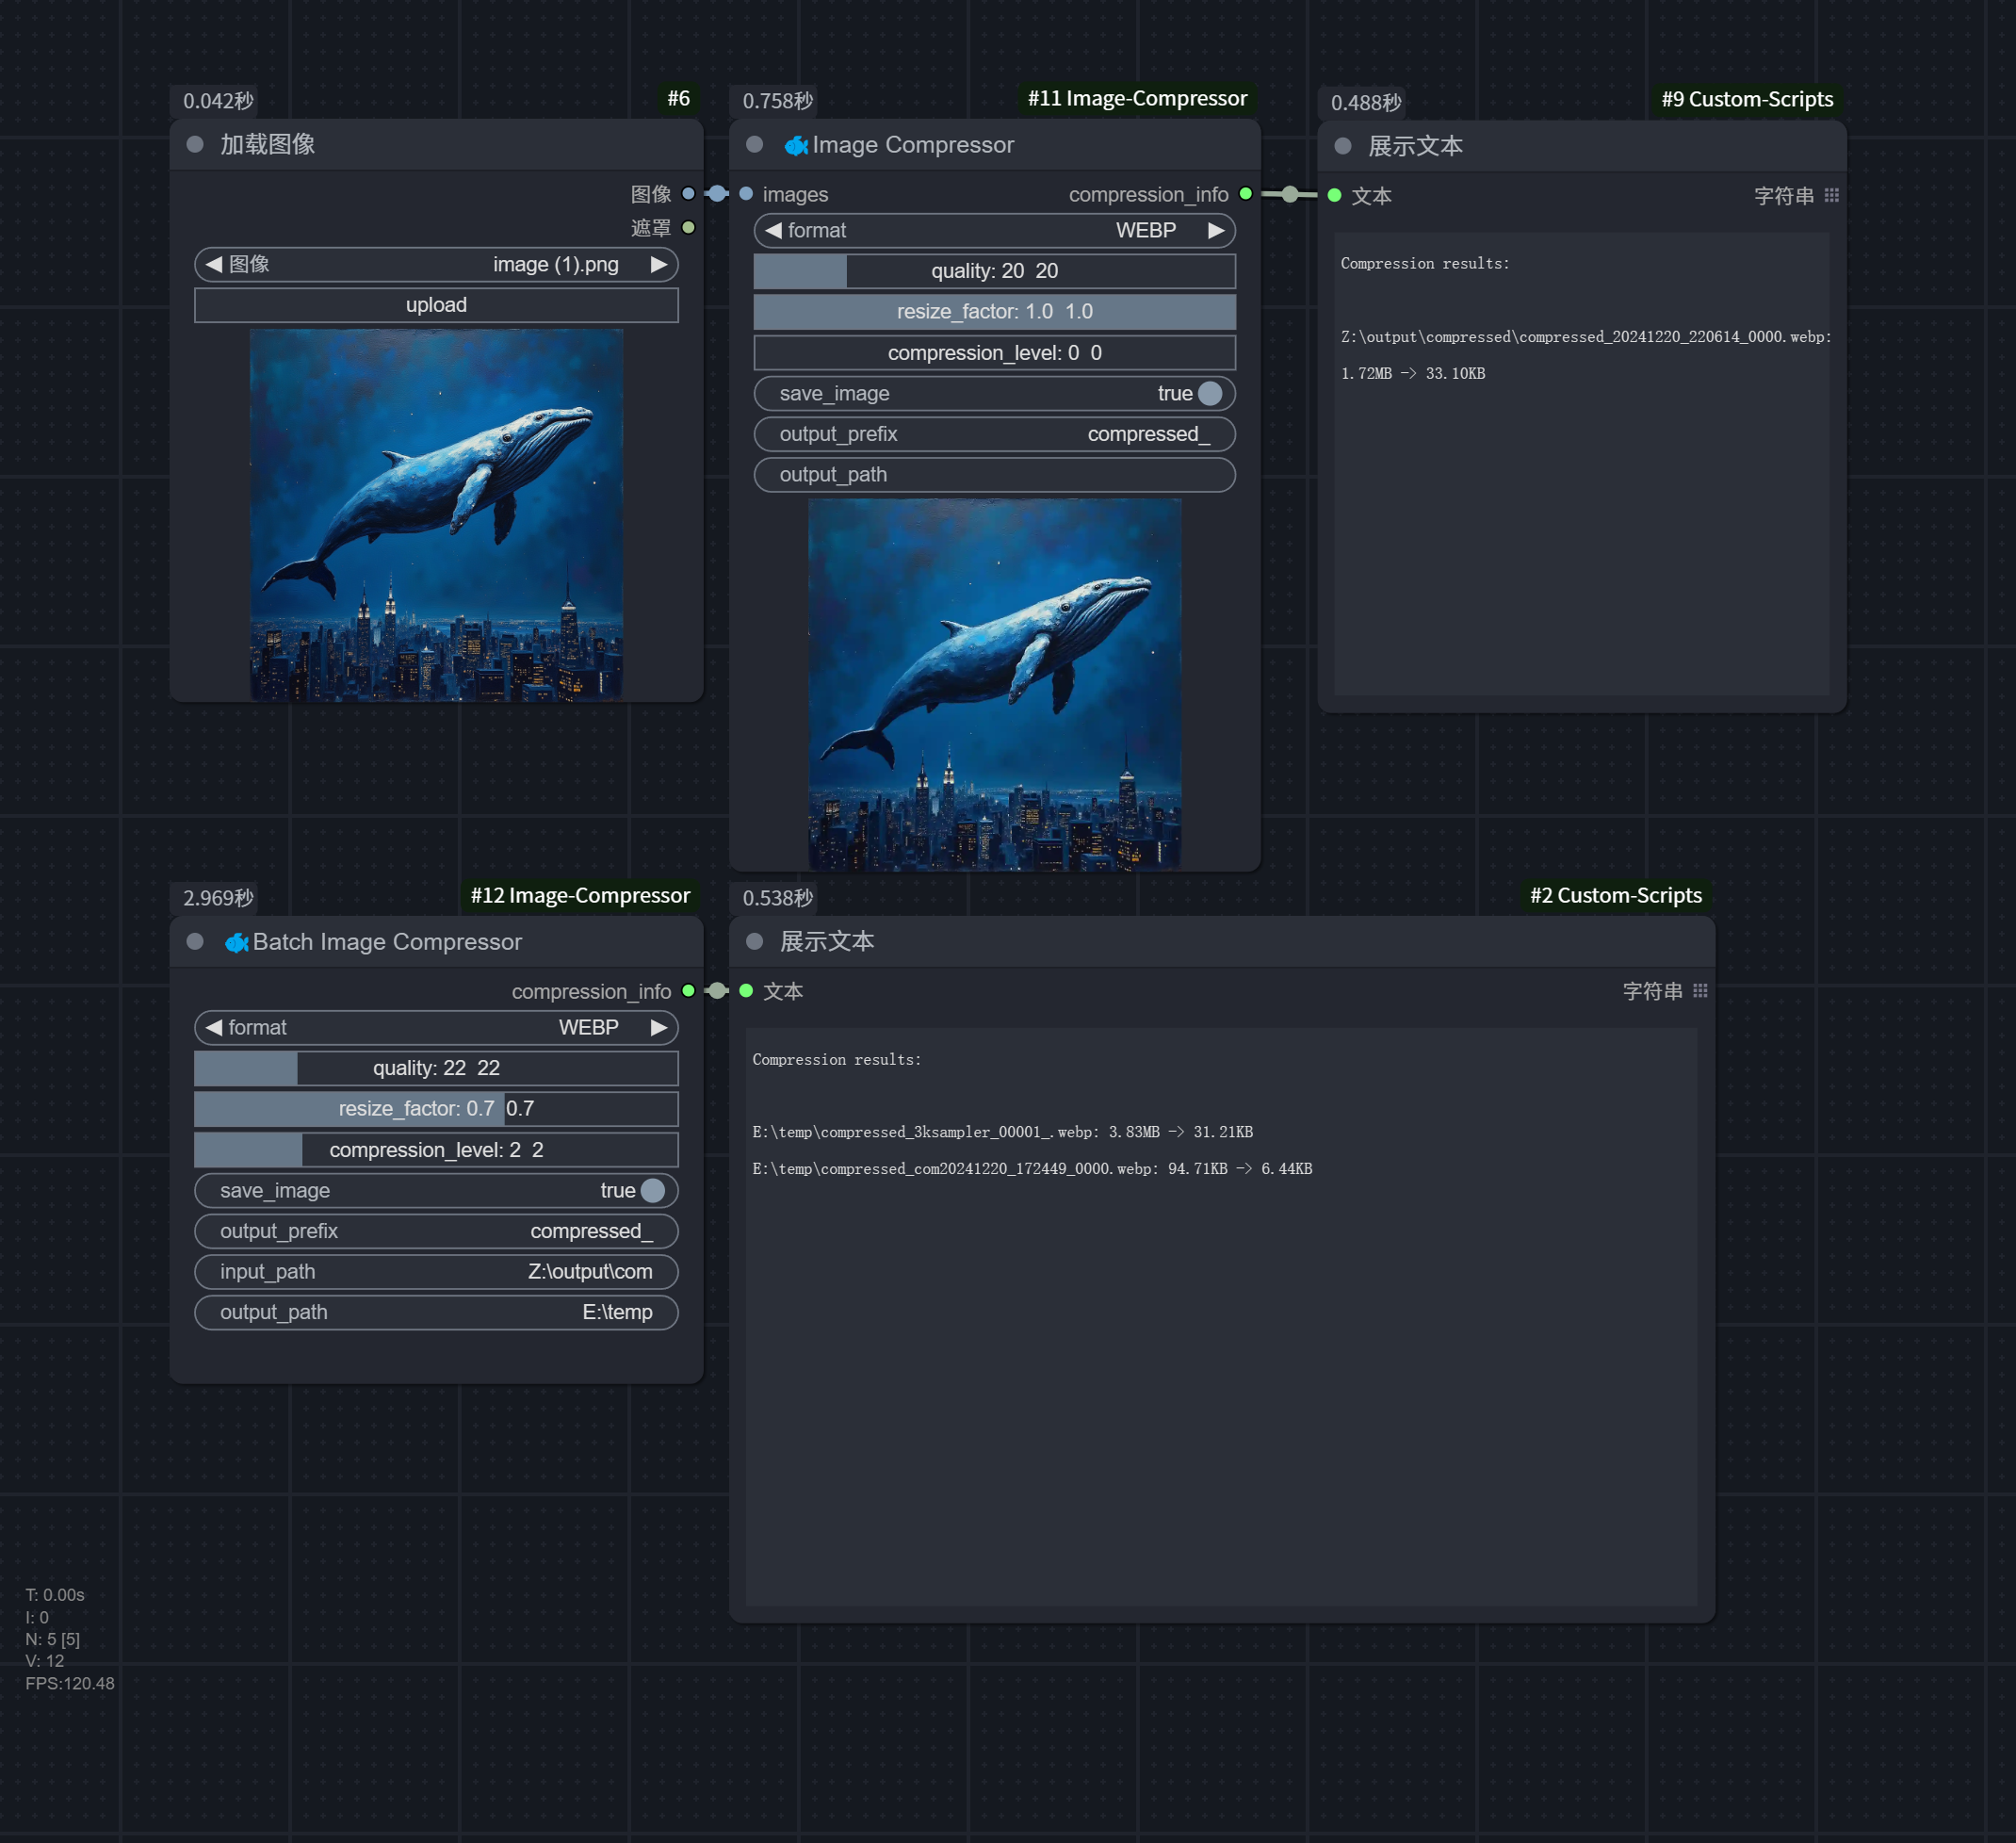 0.042秒
#6
加载图像
图像
遮罩
图像 image (1).png
upload
0.758秒
#11 Image-Compressor
Image Compressor
images compression_info
format WEBP
quality: 20 20
resize_factor: 1.0 1.0
compression_level: 0 0
save_image true
output_prefix compressed_
output_path
0.488秒
#9 Custom-Scripts
展示文本
文本 字符串
Compression results:
Z:\output\compressed\compressed_20241220_220614_0000.webp:
1.72MB -> 33.10KB
2.969秒
#12 Image-Compressor
Batch Image Compressor
compression_info
format WEBP
quality: 22 22
resize_factor: 0.7 0.7
compression_level: 2 2
save_image true
output_prefix compressed_
input_path Z:\output\com
output_path E:\temp
0.538秒
#2 Custom-Scripts
展示文本
文本 字符串
Compression results:
E:\temp\compressed_3ksampler_00001_.webp: 3.83MB -> 31.21KB
E:\temp\compressed_com20241220_172449_0000.webp: 94.71KB -> 6.44KB
T: 0.00s
I: 0
N: 5 [5]
V: 12
FPS:120.48